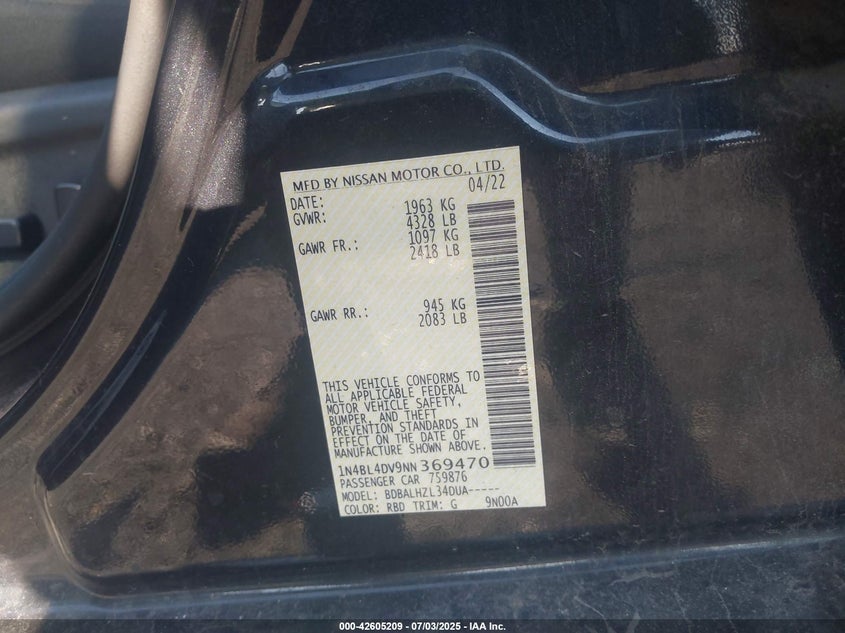 MFD BY NISSAN MOTOR CO., LTD.
DATE: 04/22
GVWR: 1963 KG
4328 LB
GAWR FR.: 1097 KG
2418 LB
GAWR RR.: 945 KG
2083 LB
THIS VEHICLE CONFORMS TO
ALL APPLICABLE FEDERAL
MOTOR VEHICLE SAFETY,
BUMPER, AND THEFT
PREVENTION STANDARDS IN
EFFECT ON THE DATE OF
MANUFACTURE SHOWN ABOVE.
1N4BL4DV9NN369470
PASSENGER CAR 759876
MODEL: BDBALHZL34DUA-----
COLOR: RBD TRIM: G 9N00A
000-42605209 - 07/03/2025 - IAA Inc.